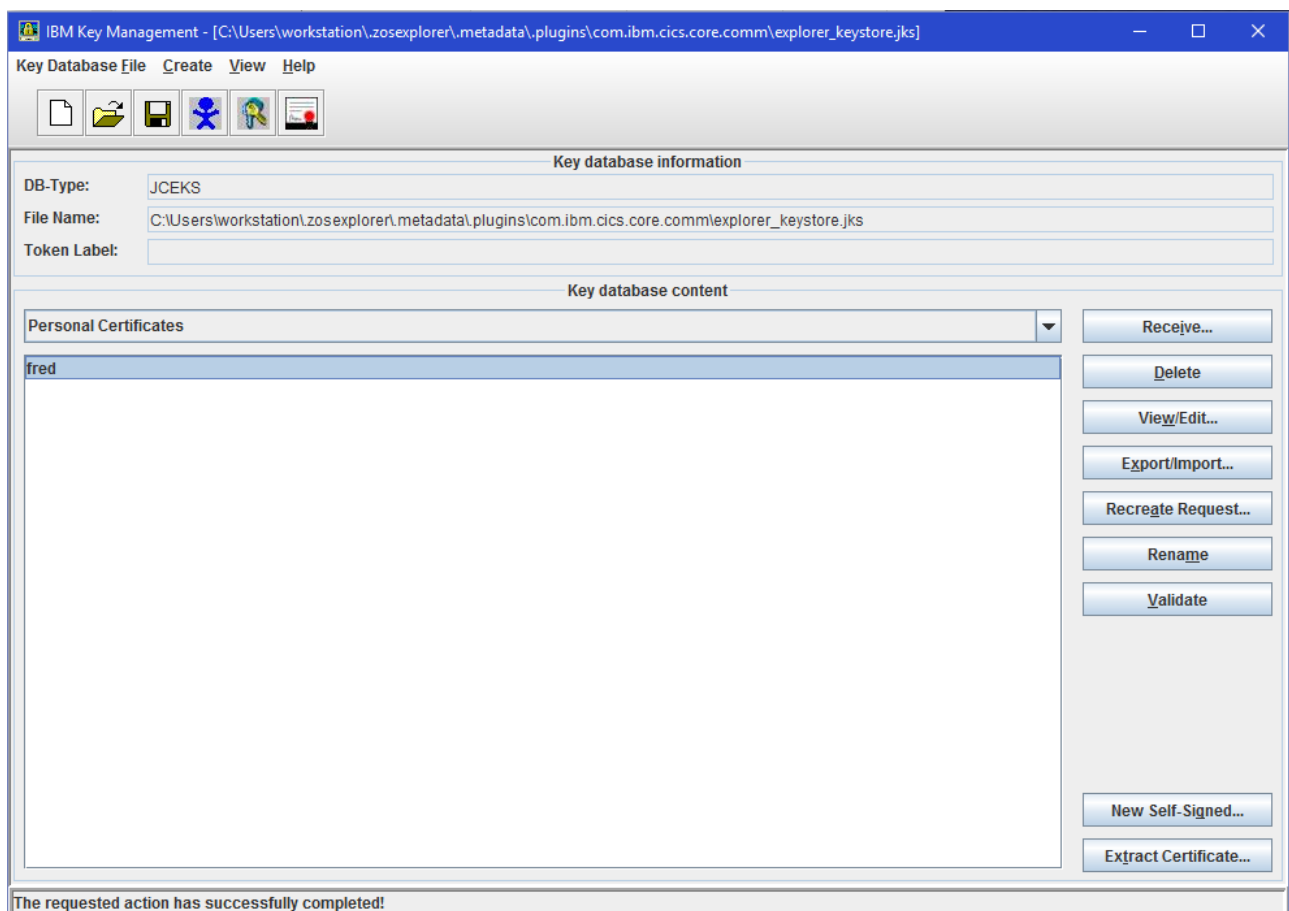 IBM Key Management - [C:\Users\workstation\.zosexplorer\.metadata\.plugins\com.ibm.cics.core.comm\explorer_keystore.jks]
Key Database File Create View Help
Key database information
DB-Type: JCEKS
File Name: C:\Users\workstation\.zosexplorer\.metadata\.plugins\com.ibm.cics.core.comm\explorer_keystore.jks
Token Label:
Key database content
Personal Certificates
Receive...
fred
Delete
View/Edit...
Export/Import...
Recreate Request...
Rename
Validate
New Self-Signed...
Extract Certificate...
The requested action has successfully completed!